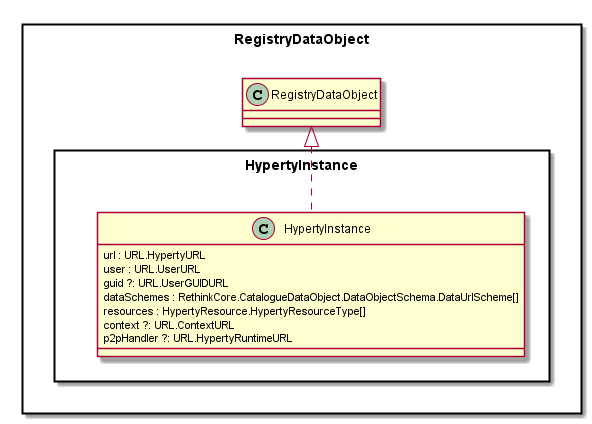 RegistryDataObject
C RegistryDataObject
HypertyInstance
C HypertyInstance
url : URL.HypertyURL
user : URL.UserURL
guid ?: URL.UserGUIDURL
dataSchemes : RethinkCore.CatalogueDataObject.DataObjectSchema.DataUrlScheme[]
resources : HypertyResource.HypertyResourceType[]
context ?: URL.ContextURL
p2pHandler ?: URL.HypertyRuntimeURL